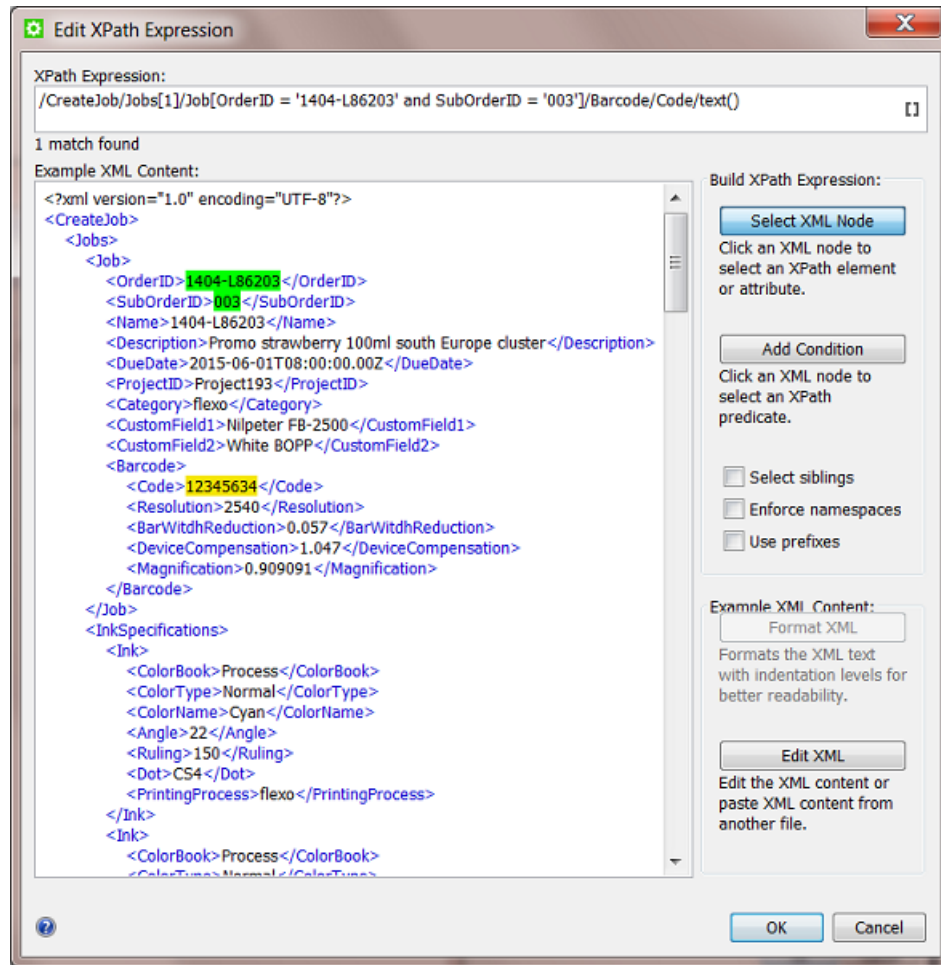 Edit XPath Expression
XPath Expression:
/CreateJob/Jobs[1]/Job[OrderID = '1404-L86203' and SubOrderID = '003']/Barcode/Code/text()
1 match found
Example XML Content:
<?xml version="1.0" encoding="UTF-8"?>
<CreateJob>
<Jobs>
<Job>
<OrderID>1404-L86203</OrderID>
<SubOrderID>003</SubOrderID>
<Name>1404-L86203</Name>
<Description>Promo strawberry 100ml south Europe cluster</Description>
<DueDate>2015-06-01T08:00:00.00Z</DueDate>
<ProjectID>Project193</ProjectID>
<Category>flexo</Category>
<CustomField1>Nilpeter FB-2500</CustomField1>
<CustomField2>White BOPP</CustomField2>
<Barcode>
<Code>12345634</Code>
<Resolution>2540</Resolution>
<BarWitdhReduction>0.057</BarWitdhReduction>
<DeviceCompensation>1.047</DeviceCompensation>
<Magnification>0.909091</Magnification>
</Barcode>
</Job>
<InkSpecifications>
<Ink>
<ColorBook>Process</ColorBook>
<ColorType>Normal</ColorType>
<ColorName>Cyan</ColorName>
<Angle>22</Angle>
<Ruling>150</Ruling>
<Dot>CS4</Dot>
<PrintingProcess>flexo</PrintingProcess>
</Ink>
<Ink>
<ColorBook>Process</ColorBook>
<ColorType>Normal</ColorType>
Build XPath Expression:
Select XML Node
Click an XML node to
select an XPath element
or attribute.
Add Condition
Click an XML node to
select an XPath
predicate.
Select siblings
Enforce namespaces
Use prefixes
Example XML Content:
Format XML
Formats the XML text
with indentation levels for
better readability.
Edit XML
Edit the XML content or
paste XML content from
another file.
OK
Cancel